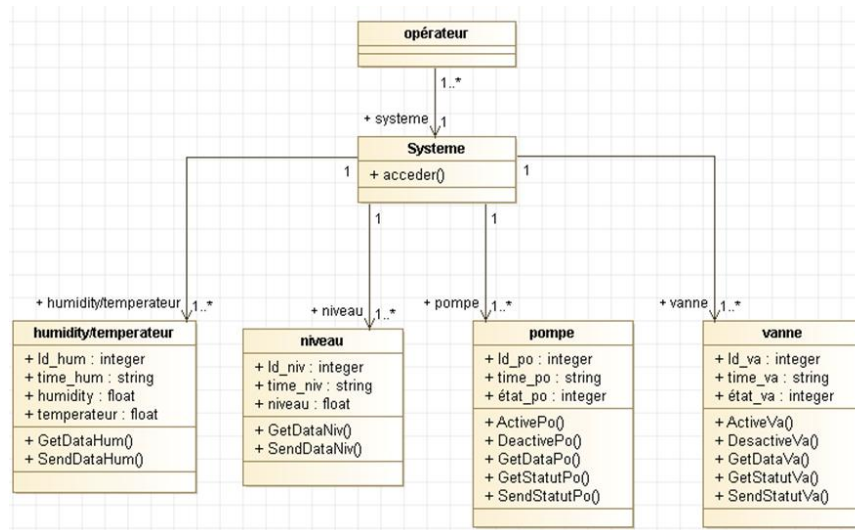 opérateur
1..*
+ systeme 1
Systeme
+ acceder()
1
1
1
1
+ humidity/temperateur 1..*
+ niveau 1..*
+ pompe 1..*
+ vanne 1..*
humidity/temperateur
+ Id_hum : integer
+ time_hum : string
+ humidity : float
+ temperateur : float
+ GetDataHum()
+ SendDataHum()
niveau
+ Id_niv : integer
+ time_niv : string
+ niveau : float
+ GetDataNiv()
+ SendDataNiv()
pompe
+ Id_po : integer
+ time_po : string
+ état_po : integer
+ ActivePo()
+ DeactivePo()
+ GetDataPo()
+ GetStatutPo()
+ SendStatutPo()
vanne
+ Id_va : integer
+ time_va : string
+ état_va : integer
+ ActiveVa()
+ DesactiveVa()
+ GetDataVa()
+ GetStatutVa()
+ SendStatutVa()